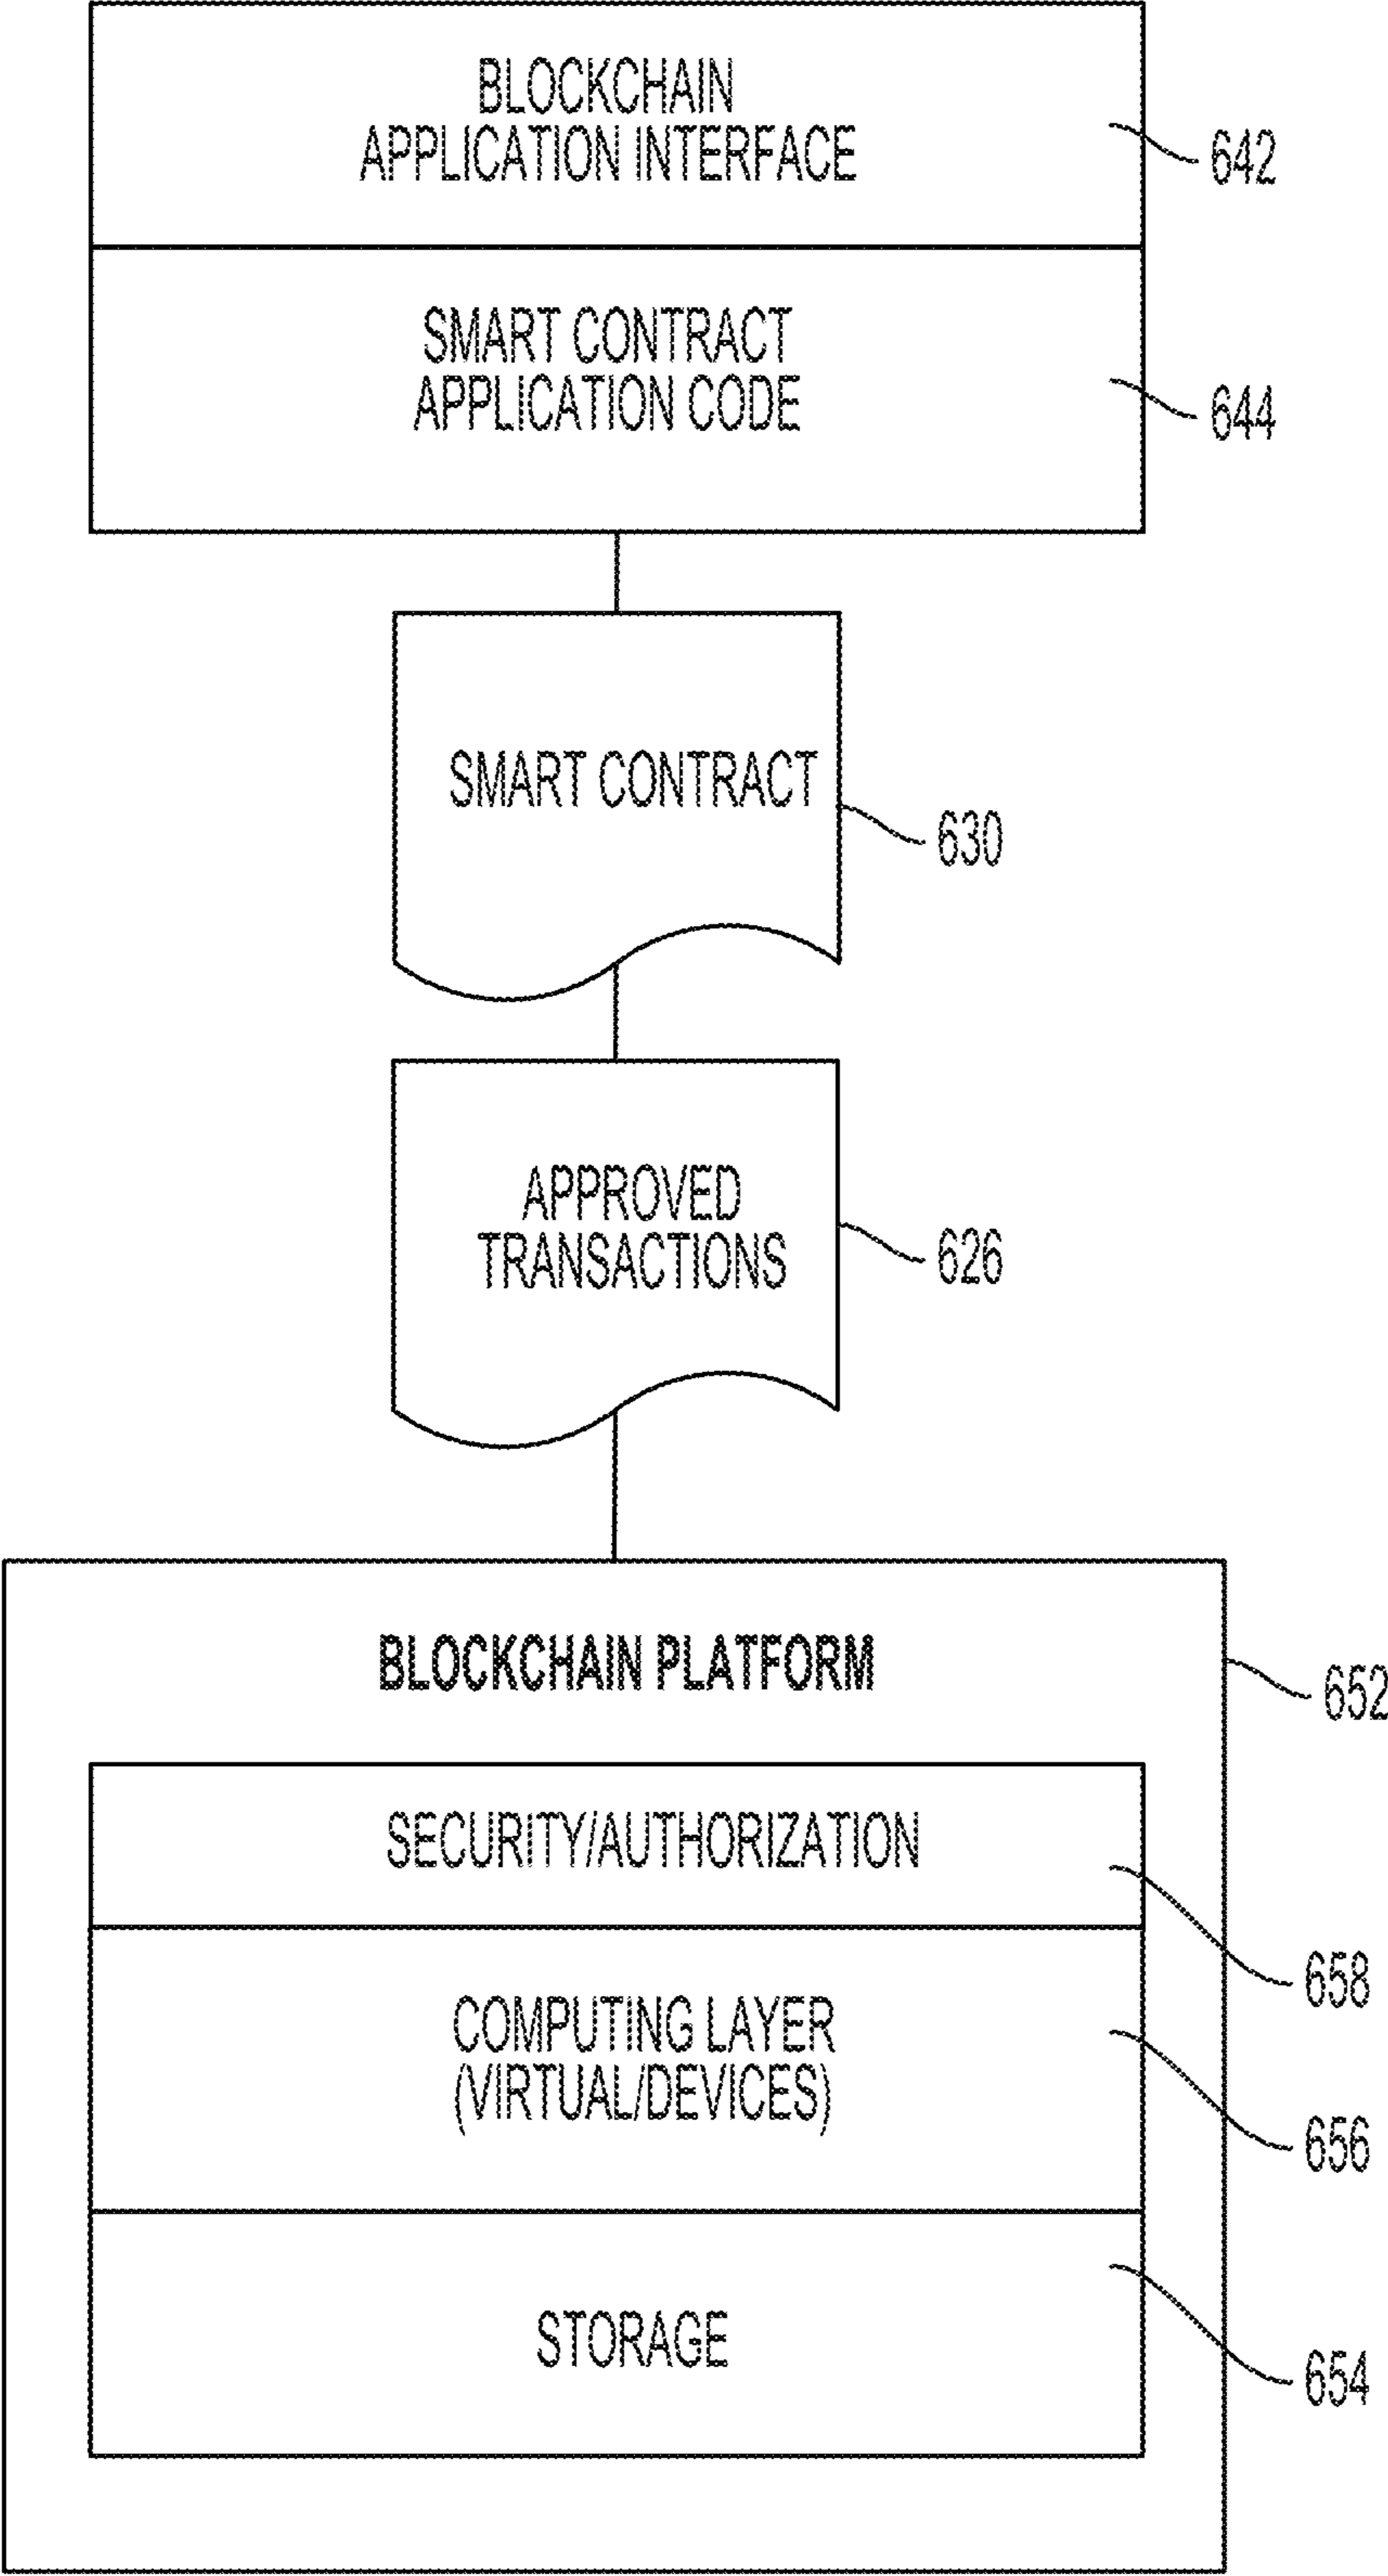 BLOCKCHAIN
APPLICATION INTERFACE
642
SMART CONTRACT
APPLICATION CODE
644
SMART CONTRACT
630
APPROVED
TRANSACTIONS
626
BLOCKCHAIN PLATFORM
652
SECURITY/AUTHORIZATION
658
COMPUTING LAYER
(VIRTUAL/DEVICES)
656
STORAGE
654